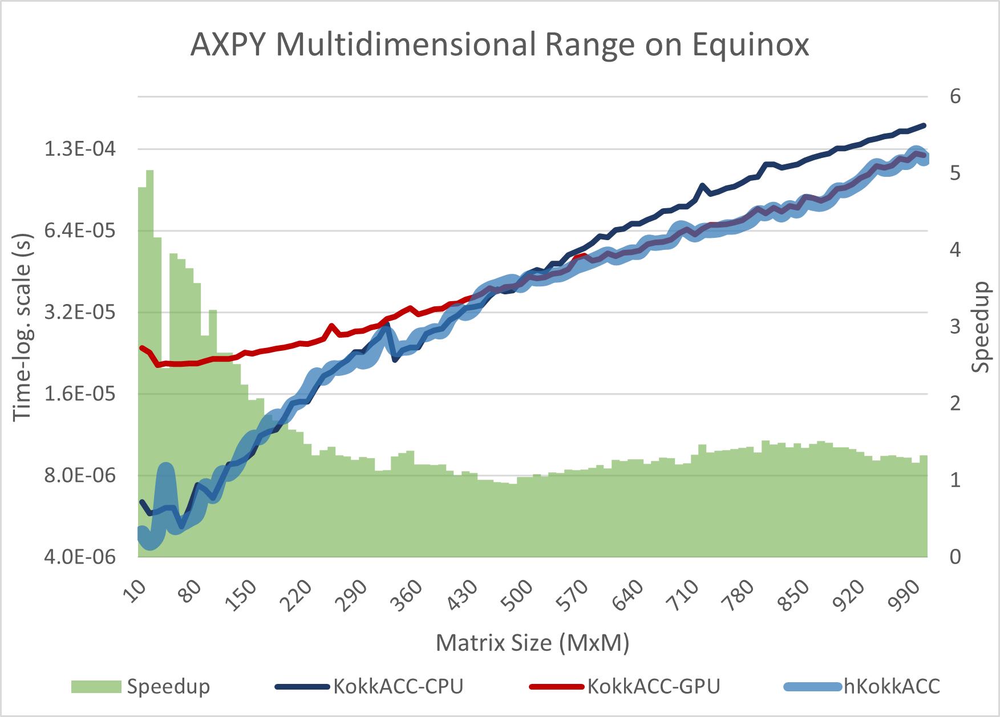 AXPY Multidimensional Range on Equinox
Time-log. scale (s)
1.3E-04
6.4E-05
3.2E-05
1.6E-05
8.0E-06
4.0E-06
6
5
4
3
2
1
0
Speedup
10 80 150 220 290 360 430 500 570 640 710 780 850 920 990
Matrix Size (MxM)
Speedup KokkACC-CPU KokkACC-GPU hKokkACC